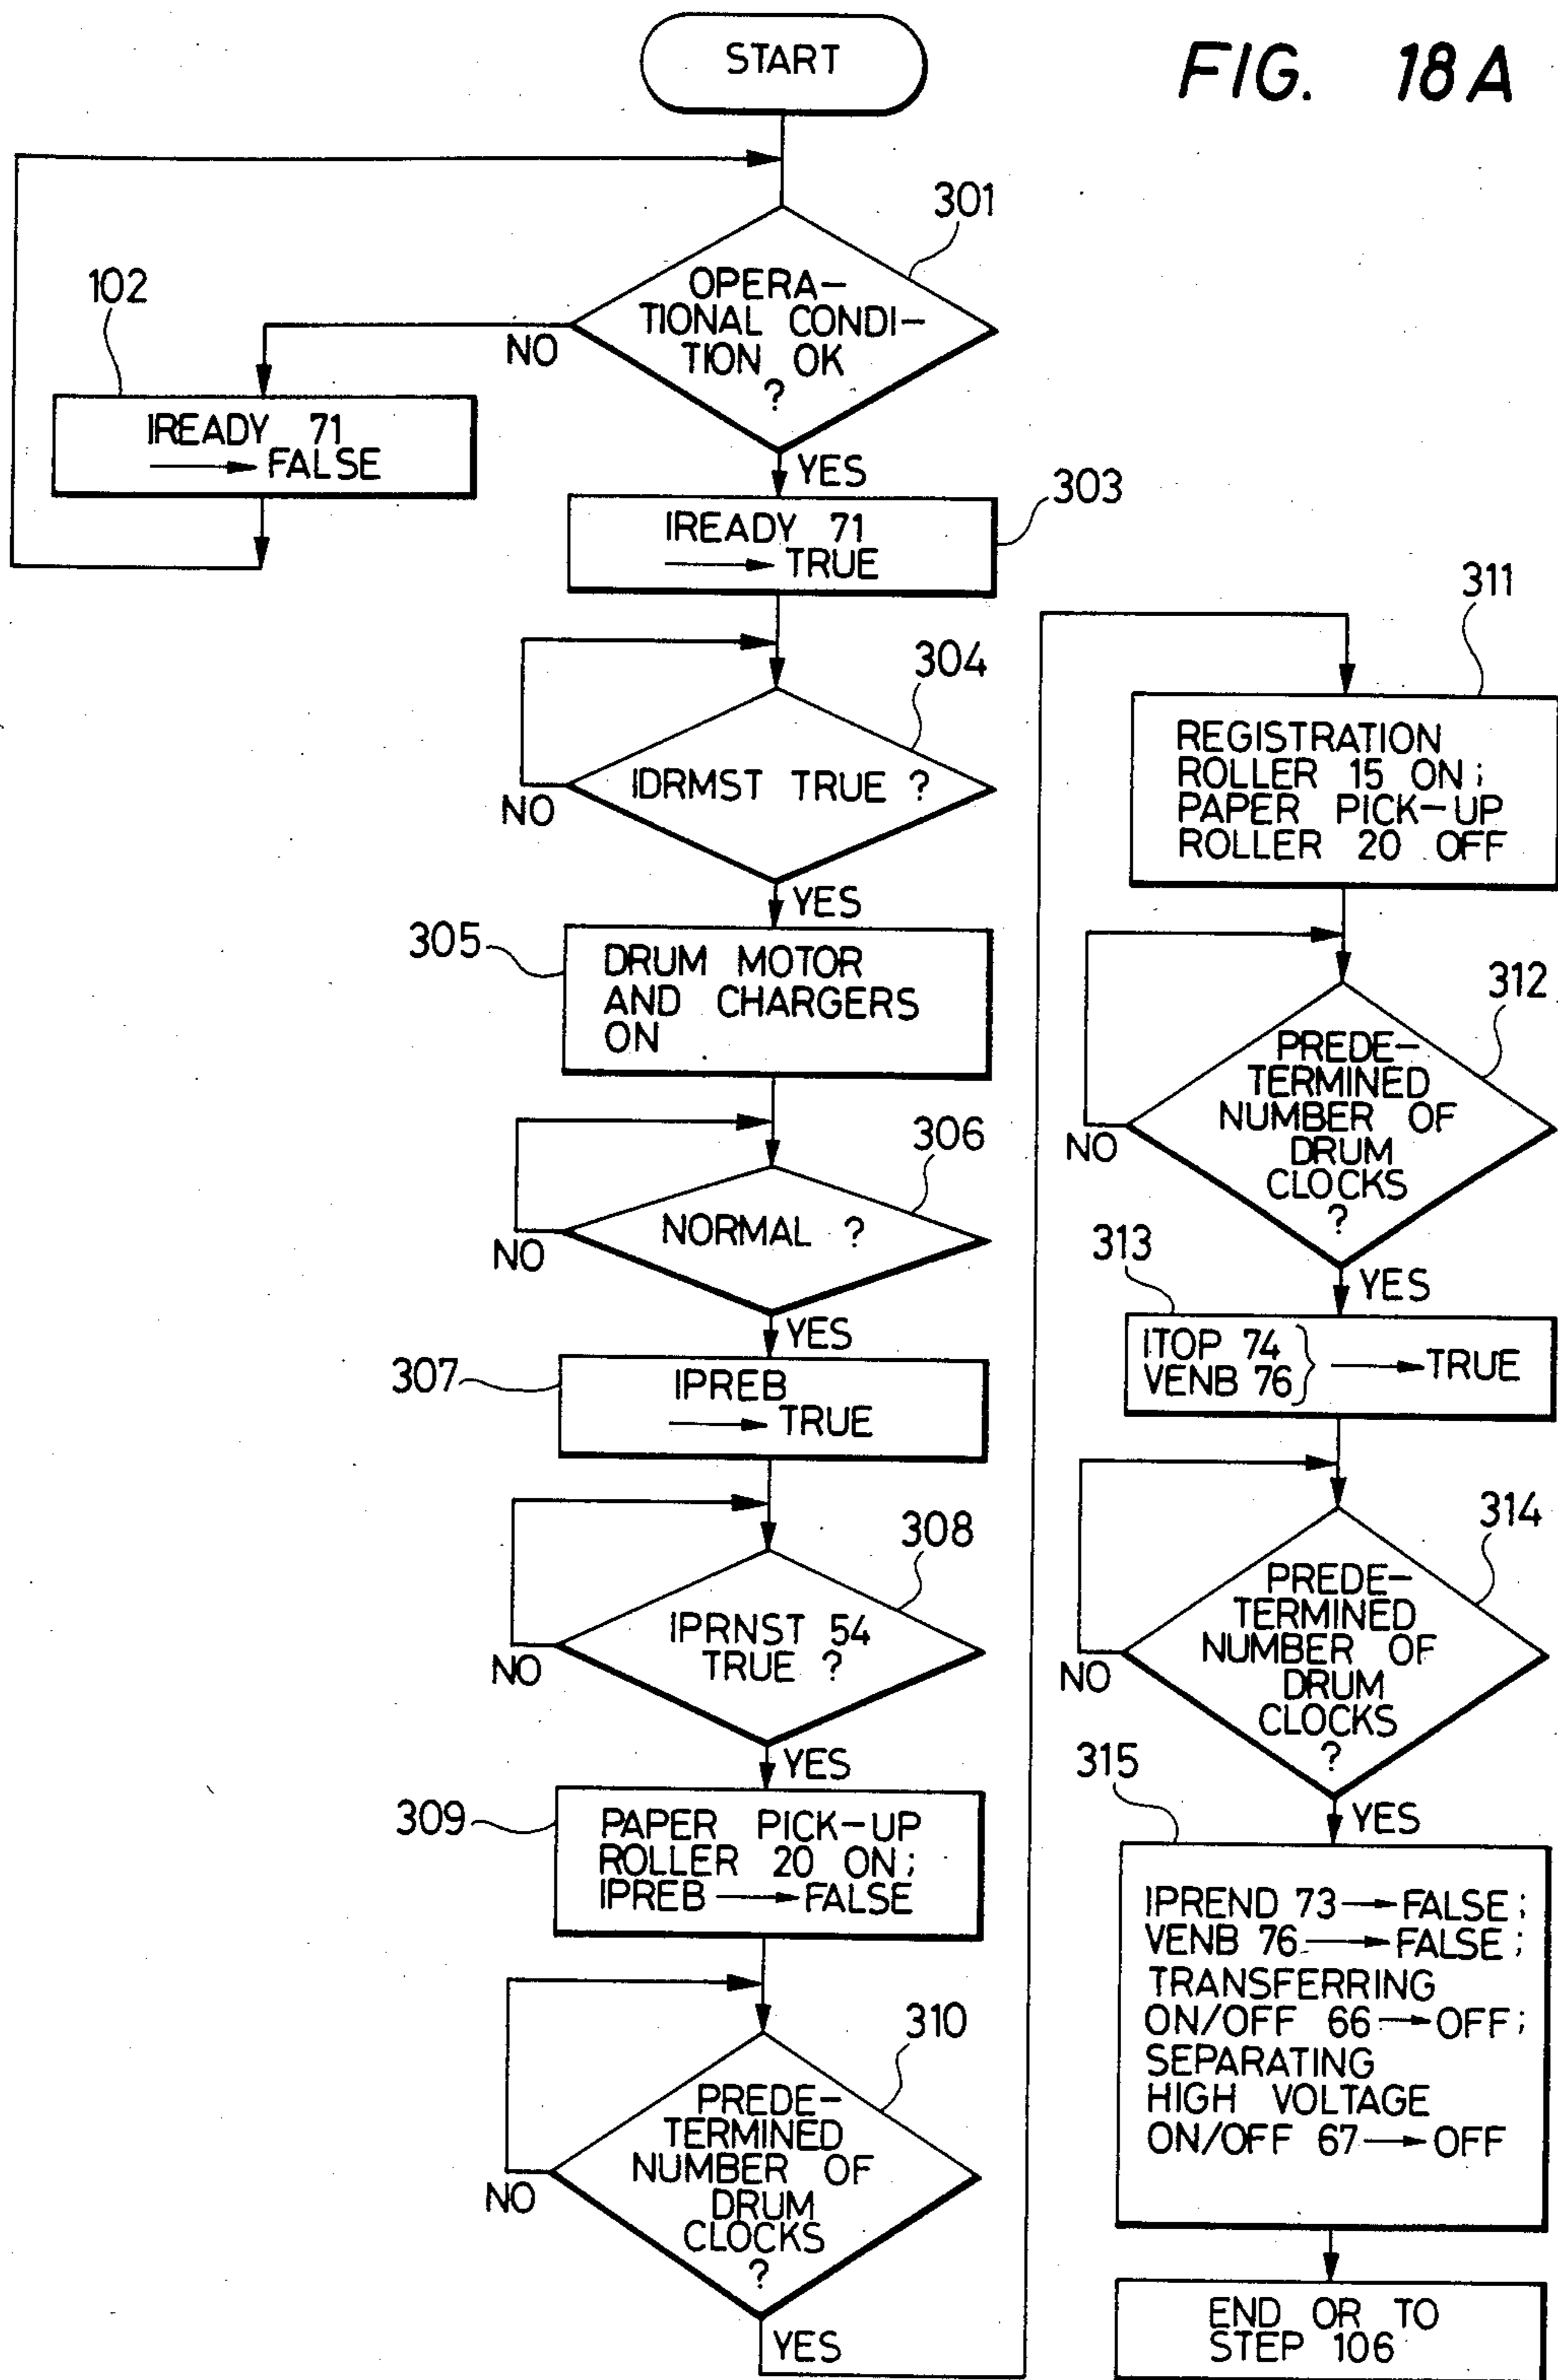 FIG. 18A
START
301
OPERA-
TIONAL CONDI-
TION OK
?
NO
YES
102
IREADY 71
→ FALSE
303
IREADY 71
→ TRUE
304
IDRMST TRUE ?
NO
YES
305
DRUM MOTOR
AND CHARGERS
ON
306
NORMAL ?
NO
YES
307
IPREB
→ TRUE
308
IPRNST 54
TRUE ?
NO
YES
309
PAPER PICK-UP
ROLLER 20 ON;
IPREB → FALSE
310
PREDE-
TERMINED
NUMBER OF
DRUM
CLOCKS
?
NO
YES
311
REGISTRATION
ROLLER 15 ON;
PAPER PICK-UP
ROLLER 20 OFF
312
PREDE-
TERMINED
NUMBER OF
DRUM
CLOCKS
?
NO
YES
313
ITOP 74
VENB 76 } → TRUE
314
PREDE-
TERMINED
NUMBER OF
DRUM
CLOCKS
?
NO
YES
315
IPREND 73 → FALSE;
VENB 76 → FALSE;
TRANSFERRING
ON/OFF 66 → OFF;
SEPARATING
HIGH VOLTAGE
ON/OFF 67 → OFF
END OR TO
STEP 106